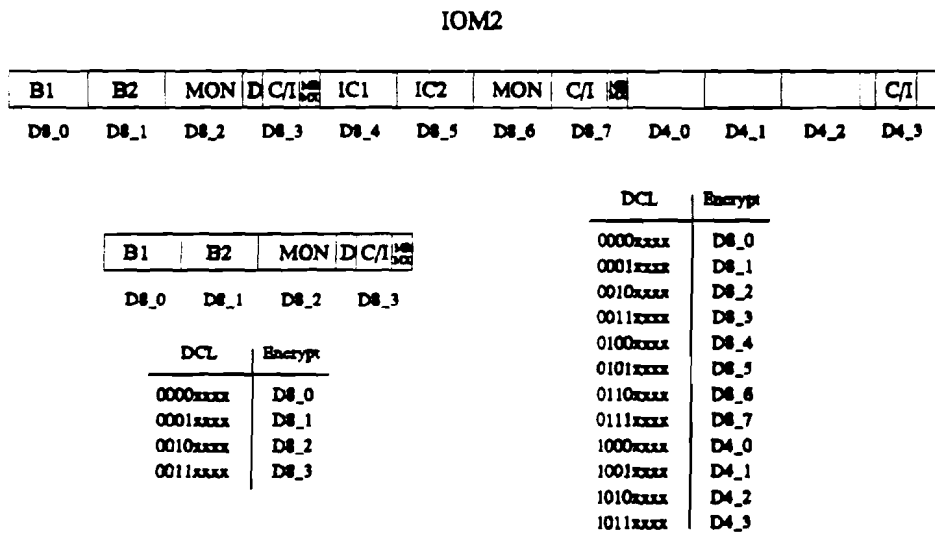 IOM2
B1 B2 MON D C/I IC1 IC2 MON C/I C/I
D8_0 D8_1 D8_2 D8_3 D8_4 D8_5 D8_6 D8_7 D4_0 D4_1 D4_2 D4_3
B1 B2 MON D C/I
D8_0 D8_1 D8_2 D8_3
DCL Encrypt
0000xxxx D8_0
0001xxxx D8_1
0010xxxx D8_2
0011xxxx D8_3
DCL Encrypt
0000xxxx D8_0
0001xxxx D8_1
0010xxxx D8_2
0011xxxx D8_3
0100xxxx D8_4
0101xxxx D8_5
0110xxxx D8_6
0111xxxx D8_7
1000xxxx D4_0
1001xxxx D4_1
1010xxxx D4_2
1011xxxx D4_3